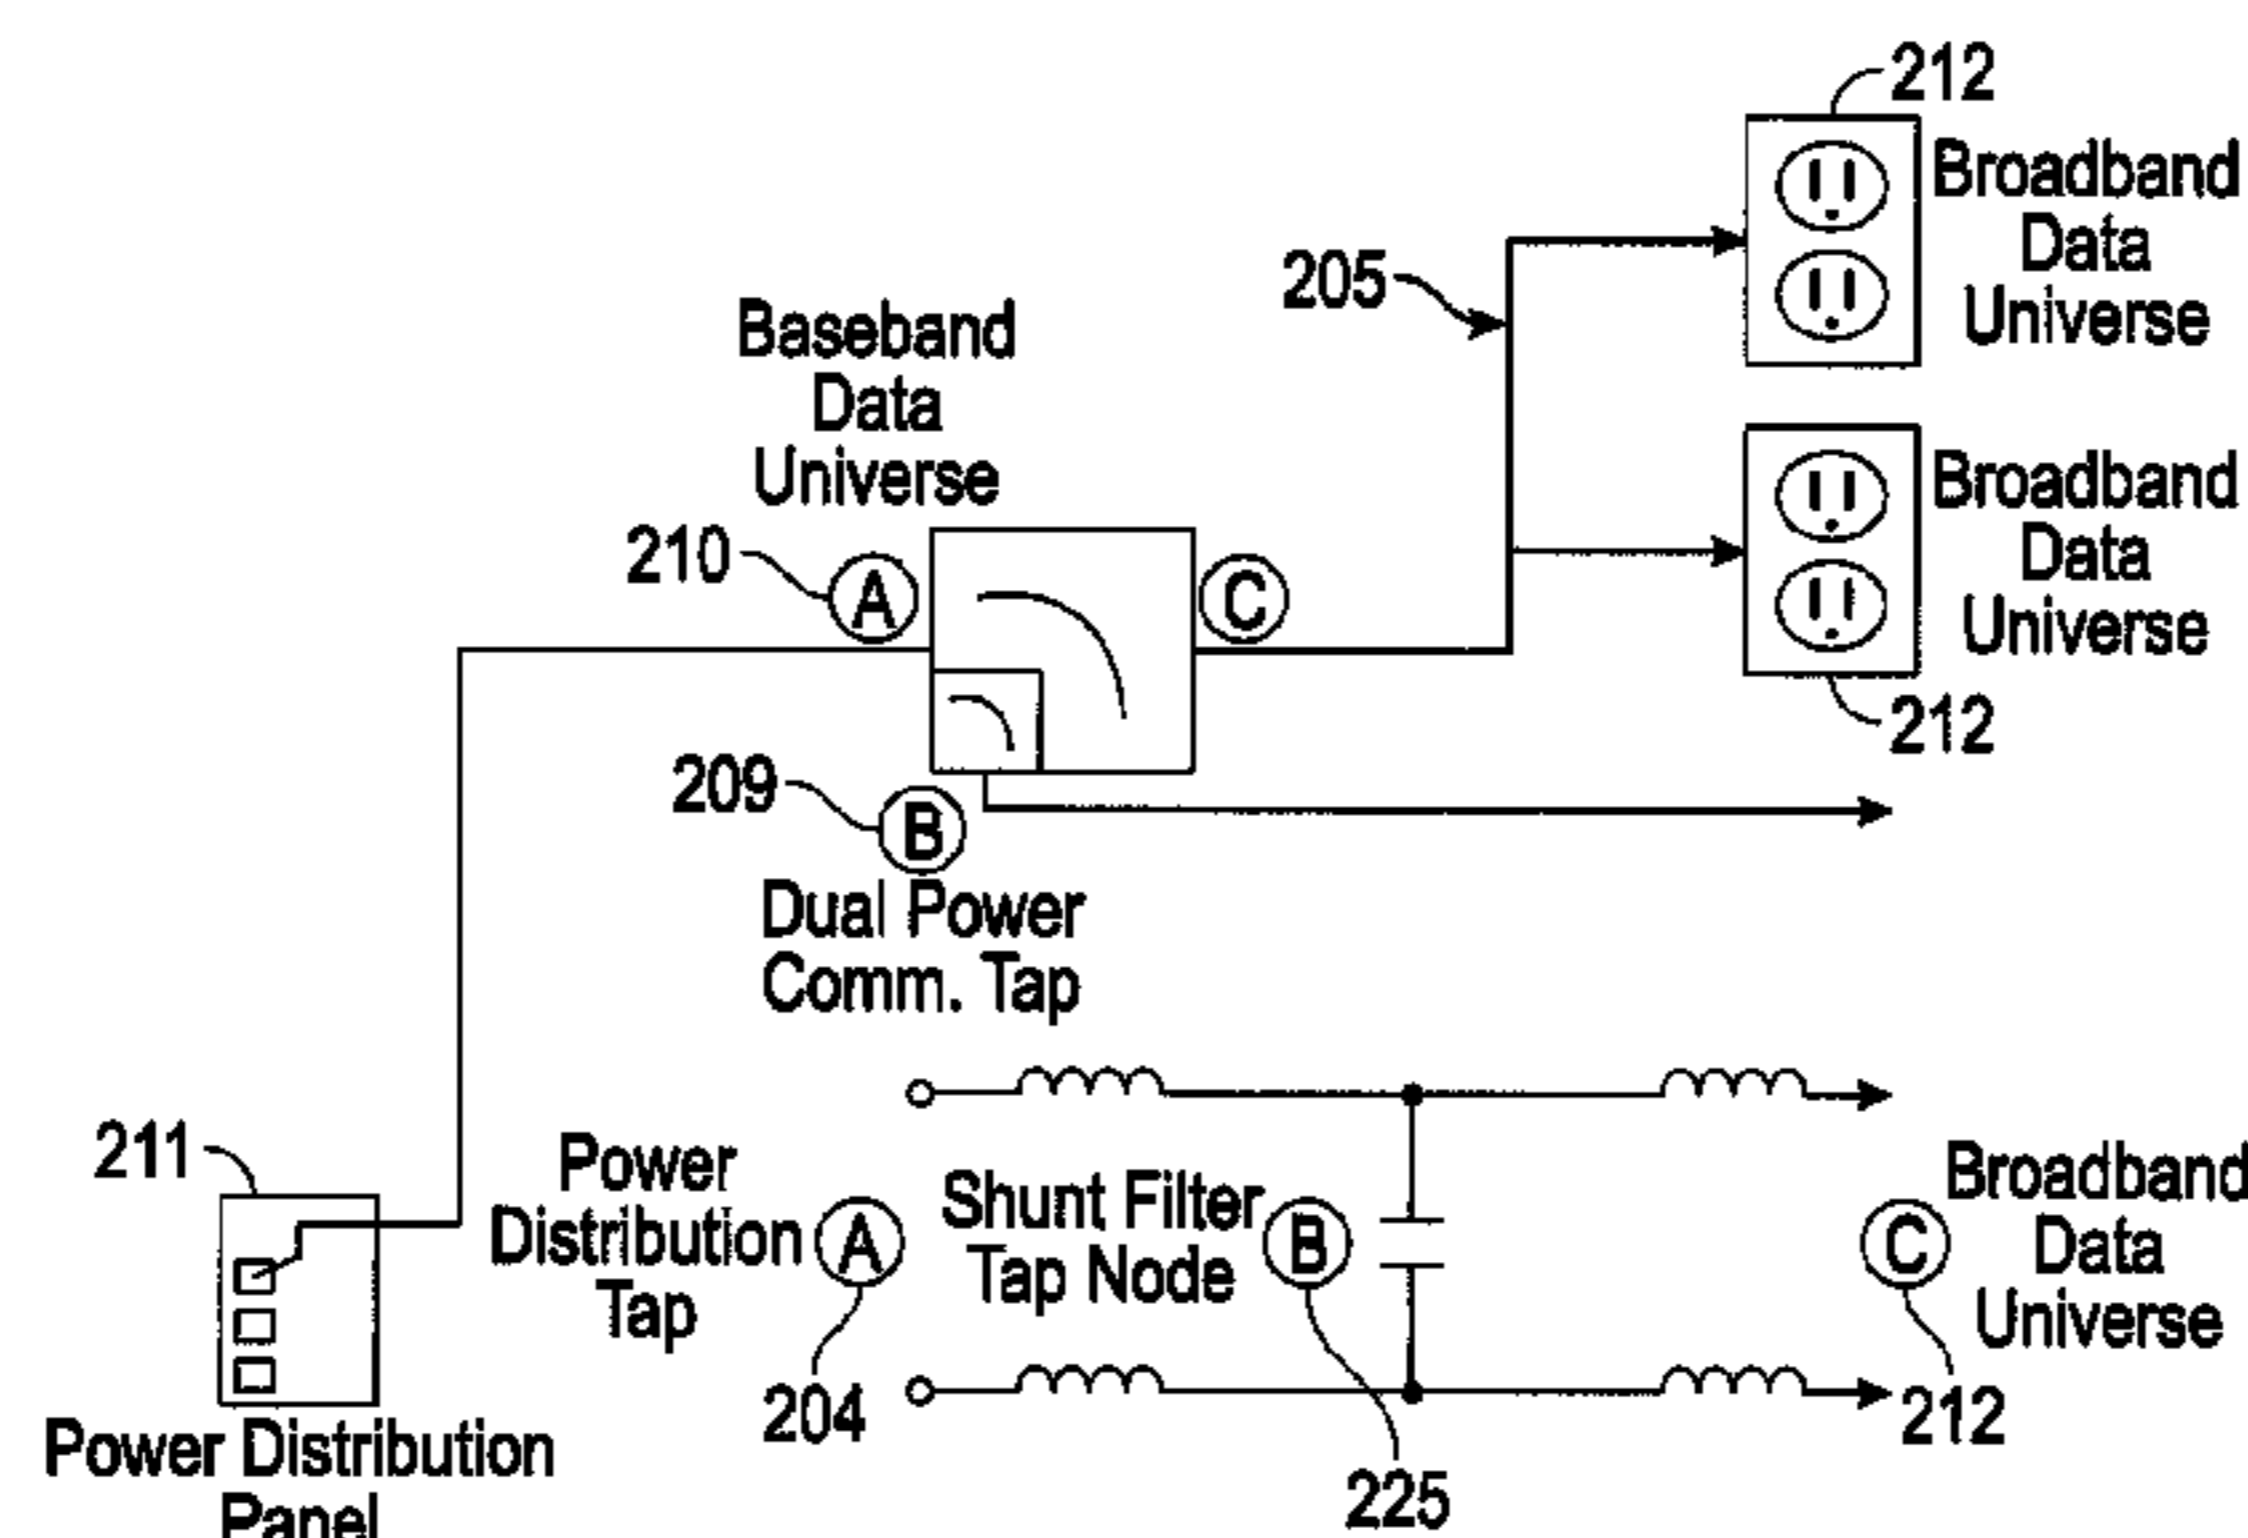 212
Broadband
Data
Universe
205
Baseband
Data
Universe
210
A
C
Broadband
Data
Universe
212
209
B
Dual Power
Comm. Tap
211
Power
Distribution
Tap
A
204
Shunt Filter
Tap Node
B
225
C
Broadband
Data
Universe
212
Power Distribution
Panel